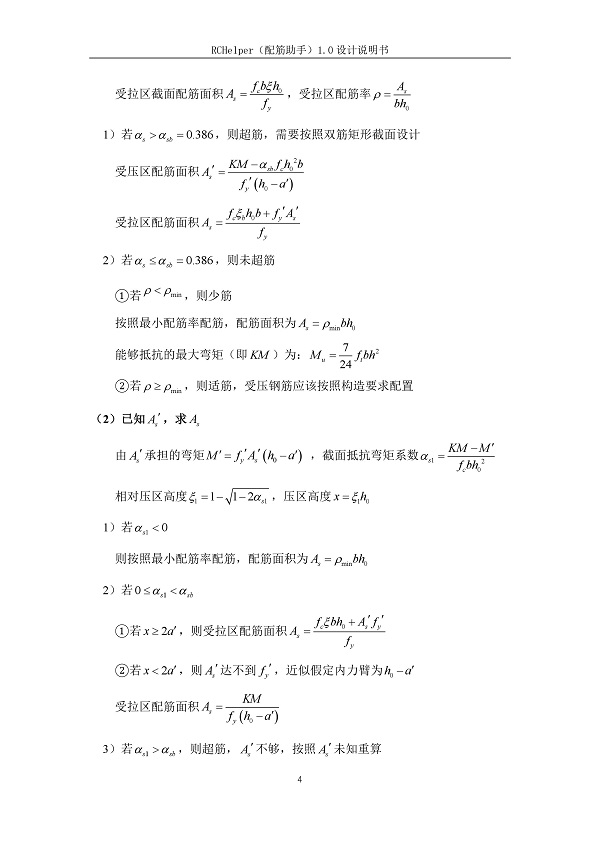 RCHelper（配筋助手）1.0 设计说明书
受拉区截面配筋面积 $A_s = \frac{f_c b \xi h_0}{f_y}$，受拉区配筋率 $\rho = \frac{A_s}{bh_0}$
1）若 $\alpha_s > \alpha_{sb} = 0.386$，则超筋，需要按照双筋矩形截面设计
受压区配筋面积 $A_s' = \frac{KM - \alpha_{sb} f_c h_0^2 b}{f_y'(h_0 - a')}$
受拉区配筋面积 $A_s = \frac{f_c \xi_b h_0 b + f_y' A_s'}{f_y}$
2）若 $\alpha_s \le \alpha_{sb} = 0.386$，则未超筋
①若 $\rho < \rho_{\min}$，则少筋
按照最小配筋率配筋，配筋面积为 $A_s = \rho_{\min} bh_0$
能够抵抗的最大弯矩（即 $KM$）为：$M_u = \frac{7}{24} f_t bh^2$
②若 $\rho \ge \rho_{\min}$，则适筋，受压钢筋应该按照构造要求配置
（2）已知 $A_s'$，求 $A_s$
由 $A_s'$ 承担的弯矩 $M' = f_y' A_s'(h_0 - a')$ ，截面抵抗弯矩系数 $\alpha_{s1} = \frac{KM - M'}{f_c bh_0^2}$
相对压区高度 $\xi_1 = 1 - \sqrt{1 - 2\alpha_{s1}}$，压区高度 $x = \xi_1 h_0$
1）若 $\alpha_{s1} < 0$
则按照最小配筋率配筋，配筋面积为 $A_s = \rho_{\min} bh_0$
2）若 $0 \le \alpha_{s1} < \alpha_{sb}$
①若 $x \ge 2a'$，则受拉区配筋面积 $A_s = \frac{f_c \xi bh_0 + A_s' f_y'}{f_y}$
②若 $x < 2a'$，则 $A_s'$ 达不到 $f_y'$，近似假定内力臂为 $h_0 - a'$
受拉区配筋面积 $A_s = \frac{KM}{f_y(h_0 - a')}$
3）若 $\alpha_{s1} > \alpha_{sb}$，则超筋，$A_s'$ 不够，按照 $A_s'$ 未知重算
4